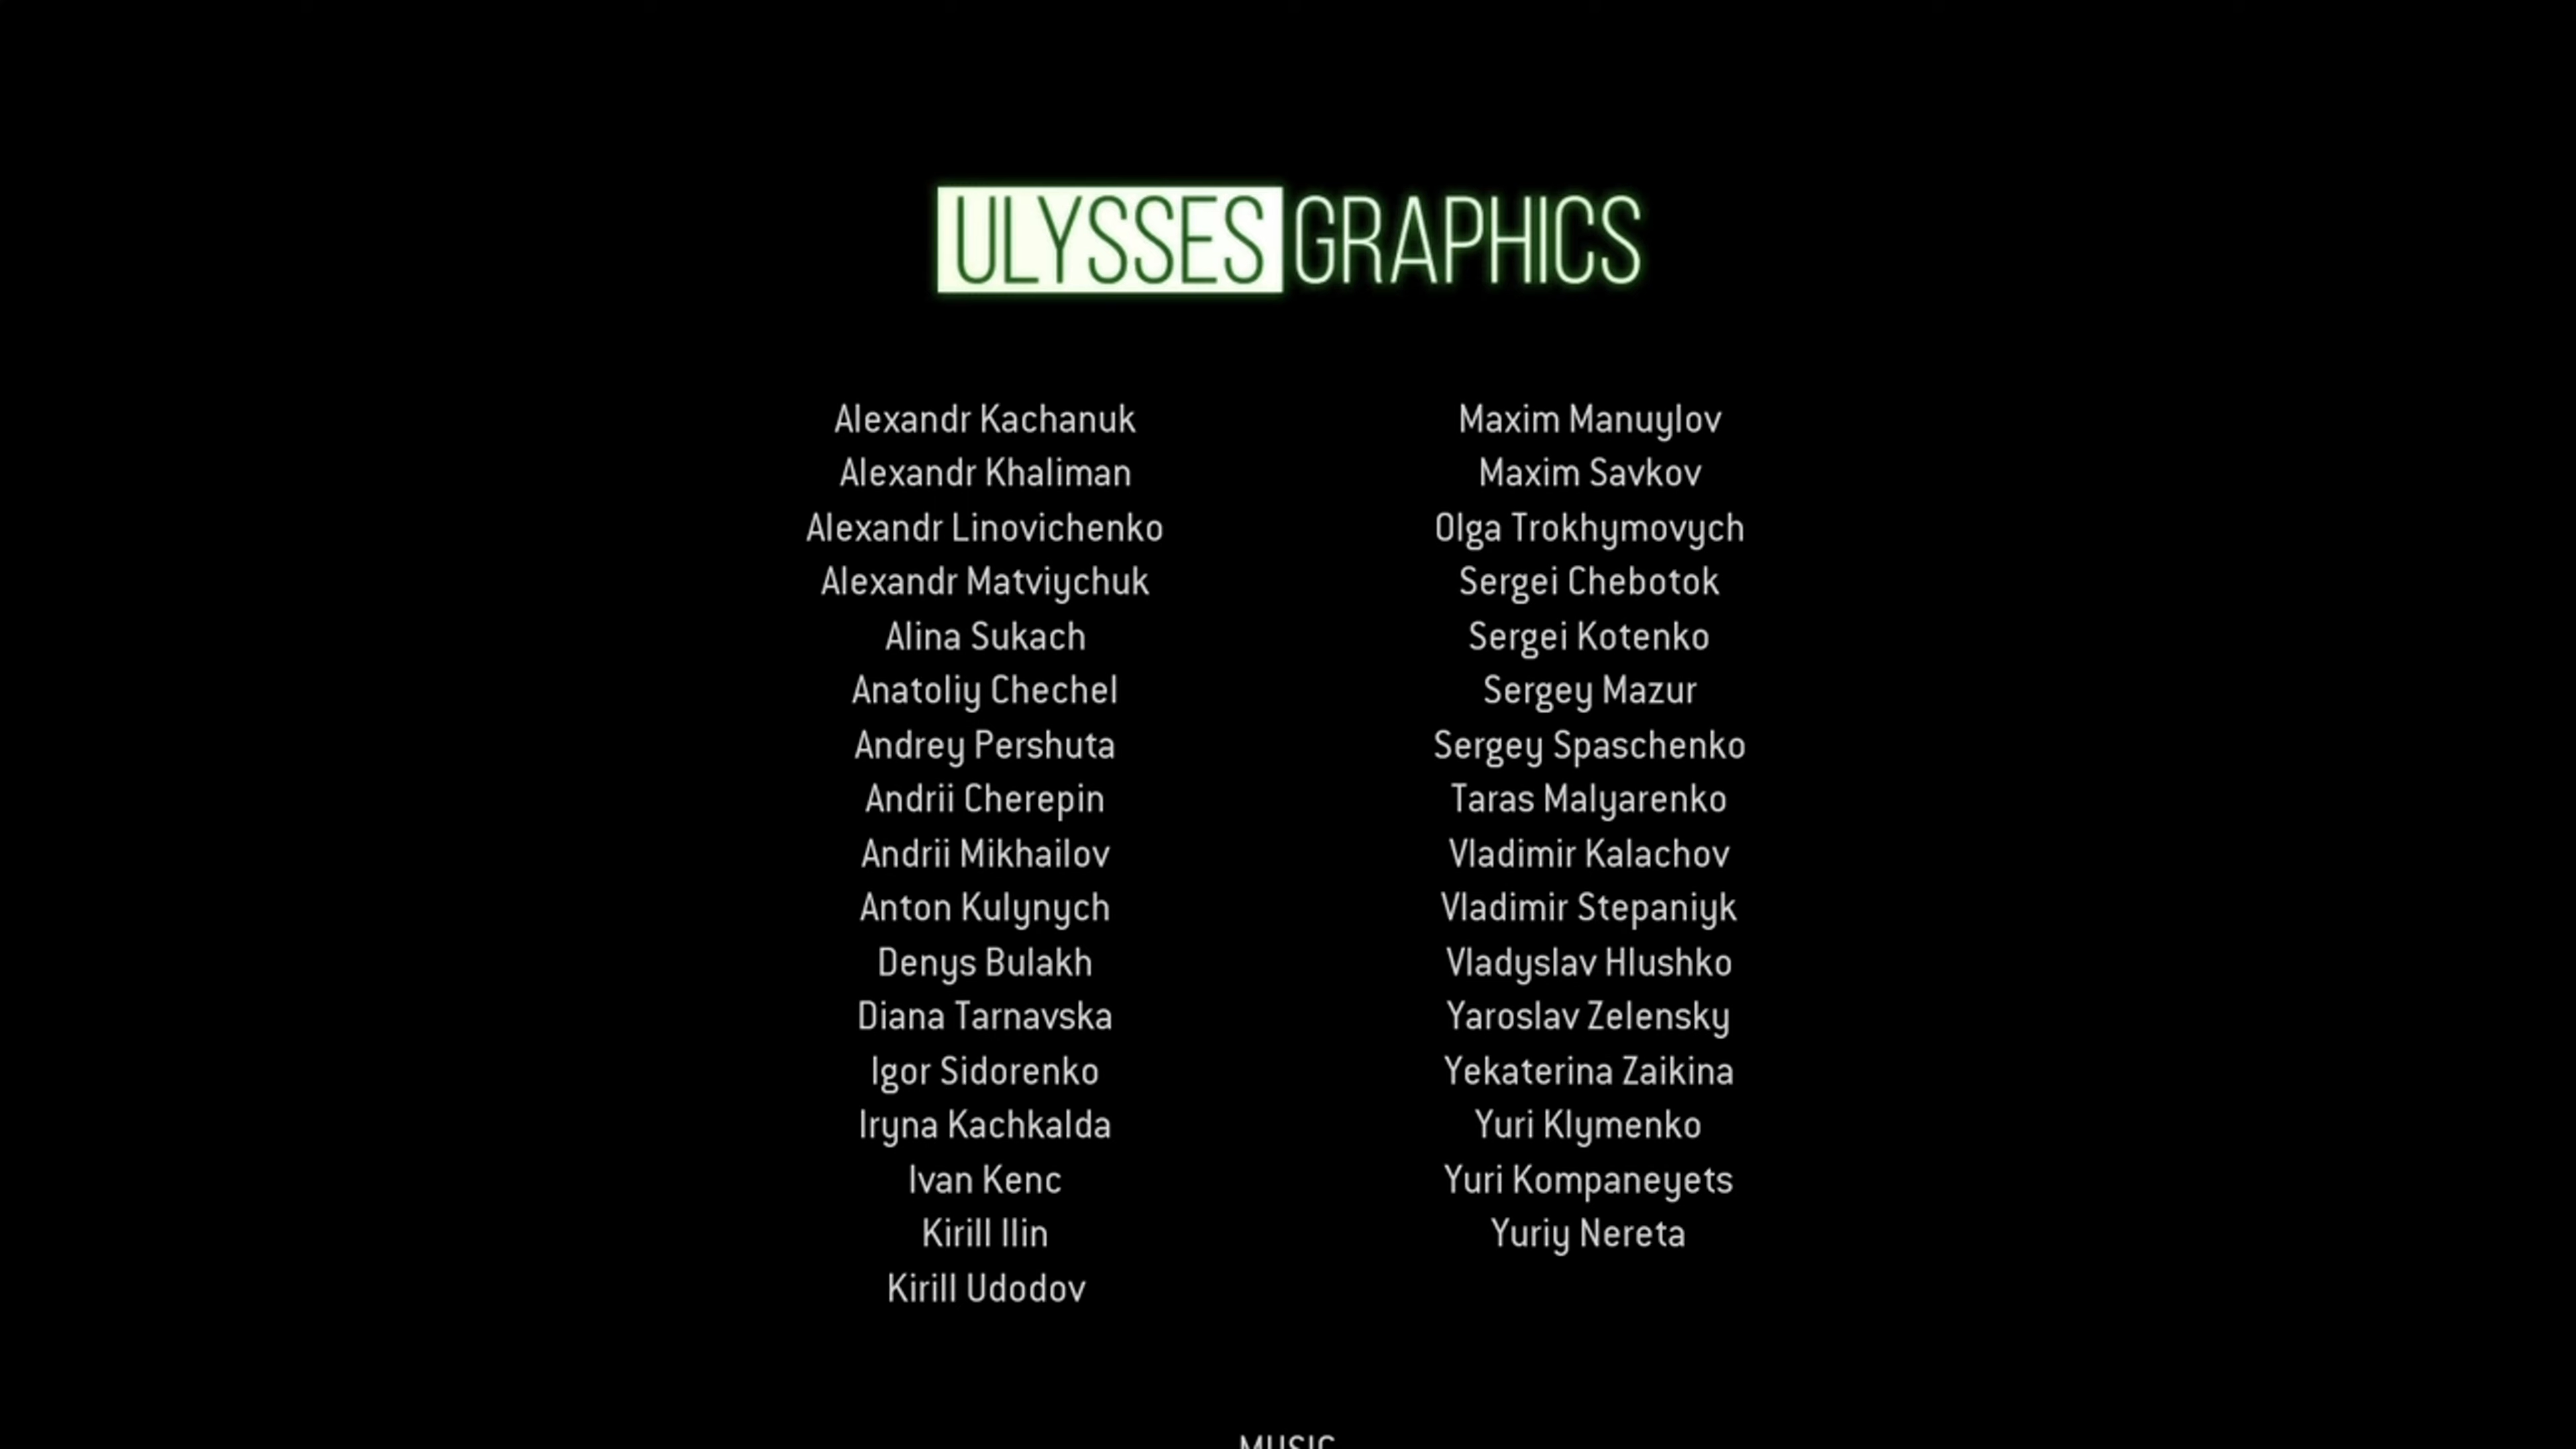 ULYSSES GRAPHICS
Alexandr Kachanuk
Alexandr Khaliman
Alexandr Linovichenko
Alexandr Matviychuk
Alina Sukach
Anatoliy Chechel
Andrey Pershuta
Andrii Cherepin
Andrii Mikhailov
Anton Kulynych
Denys Bulakh
Diana Tarnavska
Igor Sidorenko
Iryna Kachkalda
Ivan Kenc
Kirill Ilin
Kirill Udodov
Maxim Manuylov
Maxim Savkov
Olga Trokhymovych
Sergei Chebotok
Sergei Kotenko
Sergey Mazur
Sergey Spaschenko
Taras Malyarenko
Vladimir Kalachov
Vladimir Stepaniyk
Vladyslav Hlushko
Yaroslav Zelensky
Yekaterina Zaikina
Yuri Klymenko
Yuri Kompaneyets
Yuriy Nereta
MUSIC